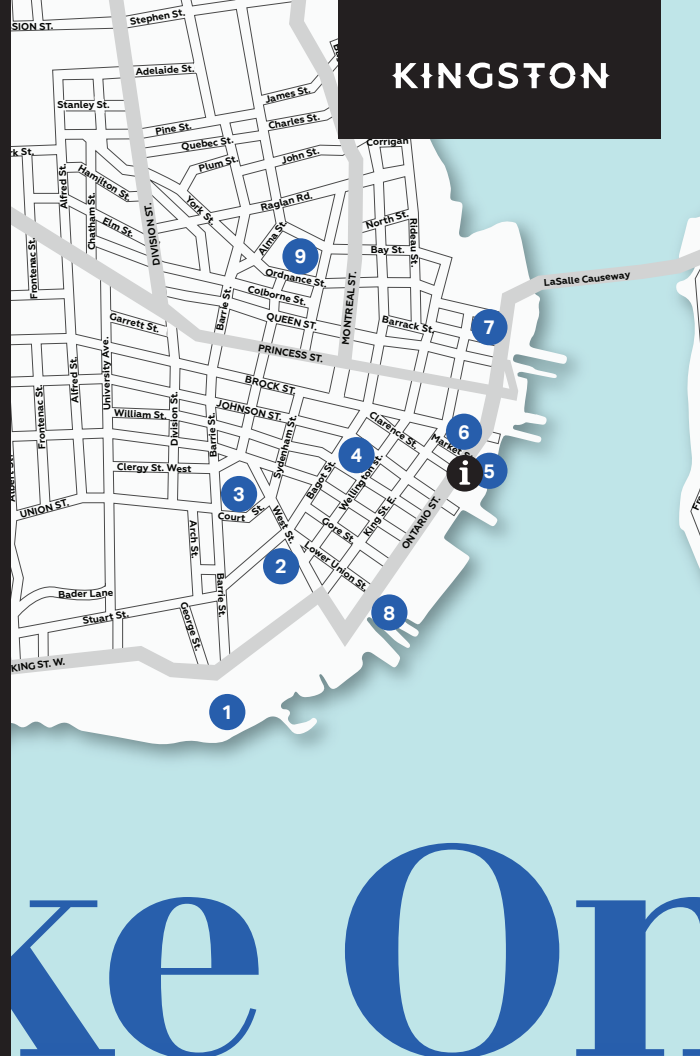 KINGSTON
SION ST.
Stephen St.
Adelaide St.
Stanley St.
James St.
Pine St.
Charles St.
Quebec St.
Corrigan
k St.
Plum St.
John St.
Alfred St.
Hamilton St.
Chatham St.
York St.
Raglan Rd.
North St.
Elm St.
DIVISION ST.
Alma St.
Rideau St.
Bay St.
9
Frontenac St.
Ordnance St.
LaSalle Causeway
Colborne St.
Barrie St.
MONTREAL ST.
Garrett St.
QUEEN ST.
Barrack St.
7
PRINCESS ST.
University Ave.
Alfred St.
BROCK ST.
Frontenac St.
William St.
Division St.
Barrie St.
JOHNSON ST.
Clarence St.
6
Market St.
Sydenham St.
4
Clergy St. West
Bagot St.
Wellington St.
i
5
3
UNION ST.
Court St.
West St.
King St. E.
ONTARIO ST.
Arch St.
Gore St.
Lower Union St.
2
Bader Lane
Barrie St.
Stuart St.
George St.
8
KING ST. W.
1
ke On